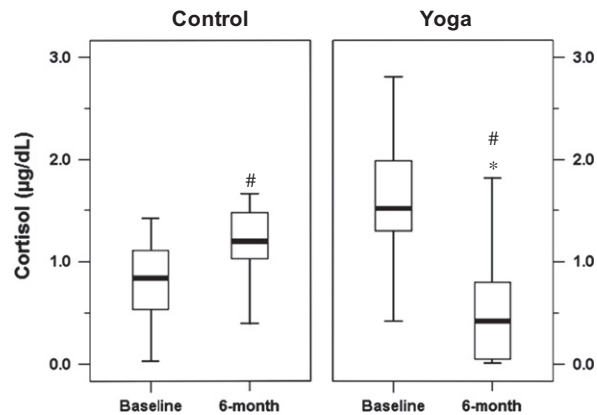 Control Yoga
Cortisol (µg/dL)
3.0 3.0
2.0 2.0
1.0 1.0
0.0 0.0
#
#
*
Baseline 6-month Baseline 6-month